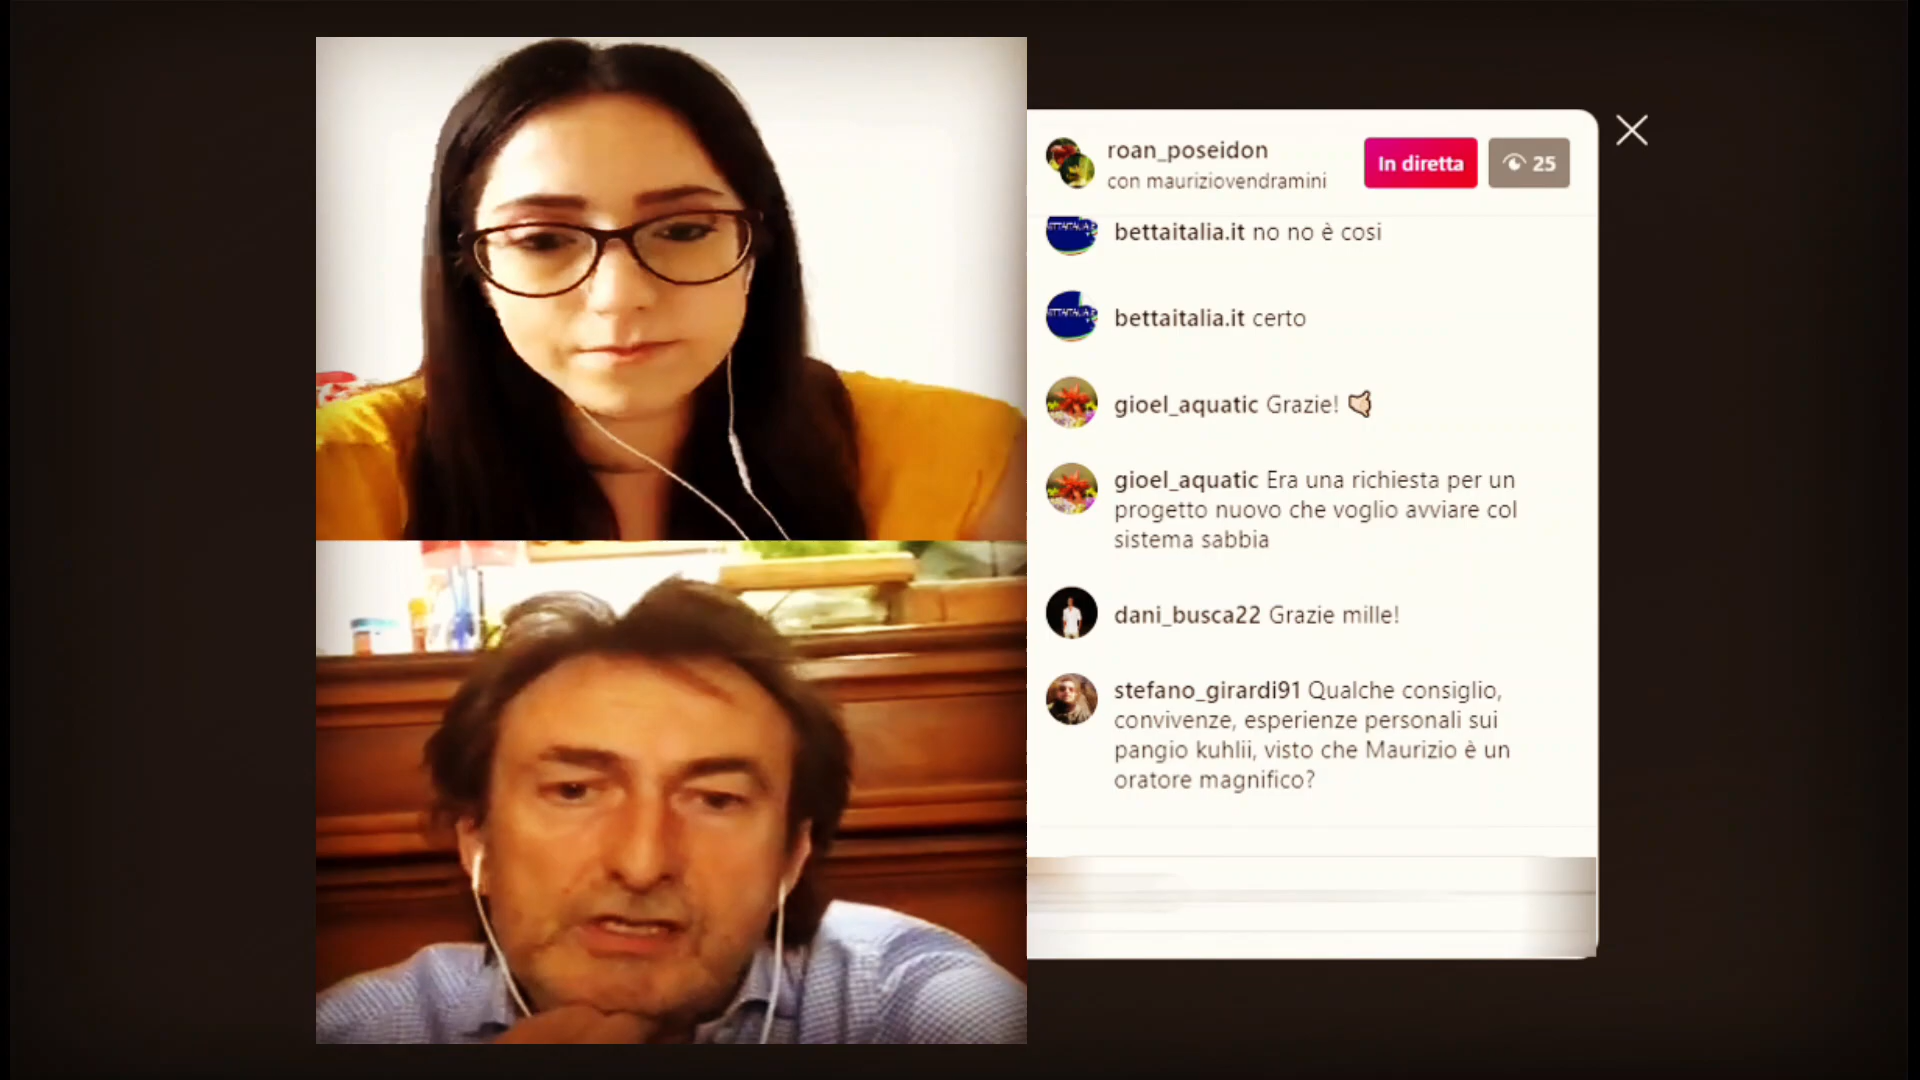 roan_poseidon
con mauriziovendramini
In diretta
25
bettaitalia.it no no è cosi
bettaitalia.it certo
gioel_aquatic Grazie!
gioel_aquatic Era una richiesta per un
progetto nuovo che voglio avviare col
sistema sabbia
dani_busca22 Grazie mille!
stefano_girardi91 Qualche consiglio,
convivenze, esperienze personali sui
pangio kuhlii, visto che Maurizio è un
oratore magnifico?